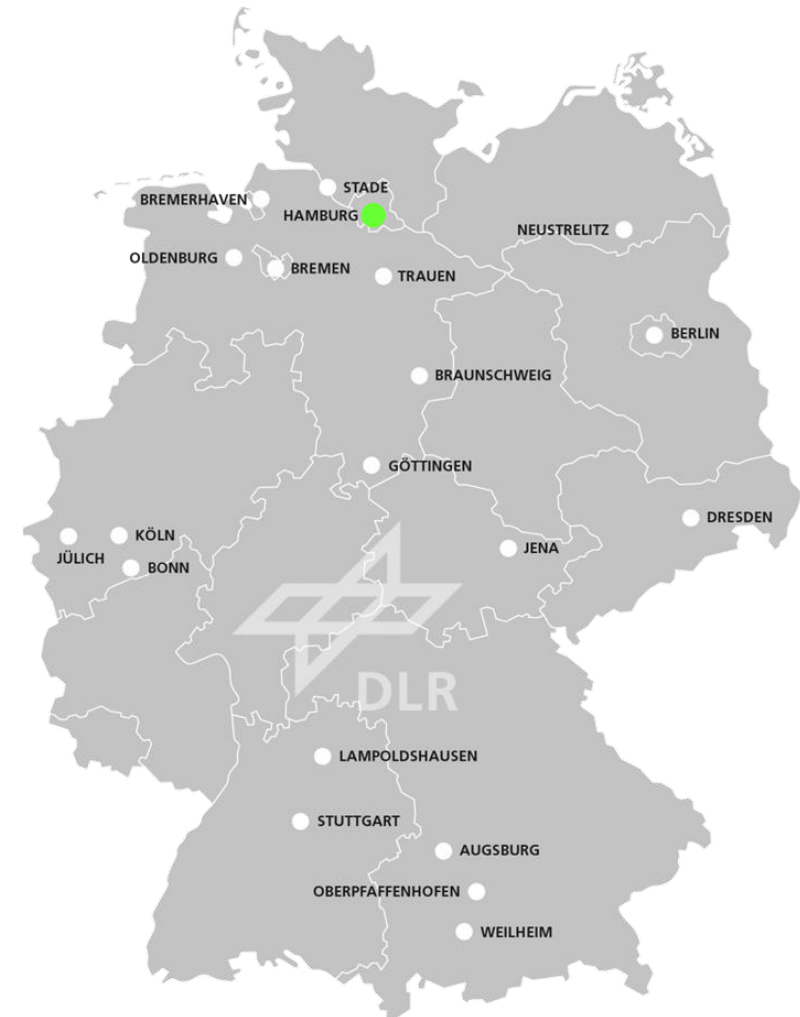 STADE
BREMERHAVEN
HAMBURG
NEUSTRELITZ
OLDENBURG
BREMEN
TRAUEN
BERLIN
BRAUNSCHWEIG
GÖTTINGEN
DRESDEN
KÖLN
JENA
JÜLICH
BONN
DLR
LAMPOLDSHAUSEN
STUTTGART
AUGSBURG
OBERPFAFFENHOFEN
WEILHEIM